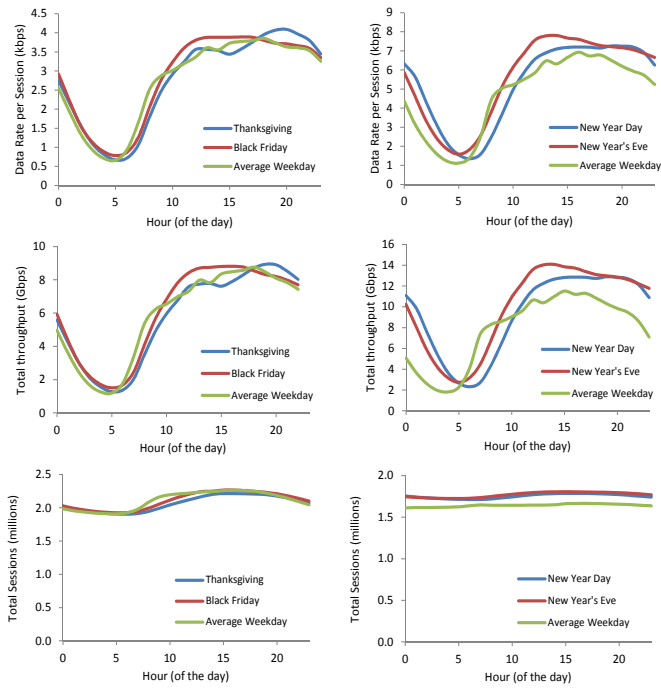 Data Rate per Session (kbps)
4.5
4
3.5
3
2.5
2
1.5
1
0.5
0
0
5
10
15
20
Hour (of the day)
Thanksgiving
Black Friday
Average Weekday
Data Rate per Session (kbps)
9
8
7
6
5
4
3
2
1
0
0
5
10
15
20
Hour (of the day)
New Year Day
New Year's Eve
Average Weekday
Total throughput (Gbps)
10
8
6
4
2
0
0
5
10
15
20
Hour (of the day)
Thanksgiving
Black Friday
Average Weekday
Total throughput (Gbps)
16
14
12
10
8
6
4
2
0
0
5
10
15
20
Hour (of the day)
New Year Day
New Year's Eve
Average Weekday
Total Sessions (millions)
2.5
2.0
1.5
1.0
0.5
0.0
0
5
10
15
20
Hour (of the day)
Thanksgiving
Black Friday
Average Weekday
Total Sessions (millions)
2.0
1.5
1.0
0.5
0.0
0
5
10
15
20
Hour (of the day)
New Year Day
New Year's Eve
Average Weekday